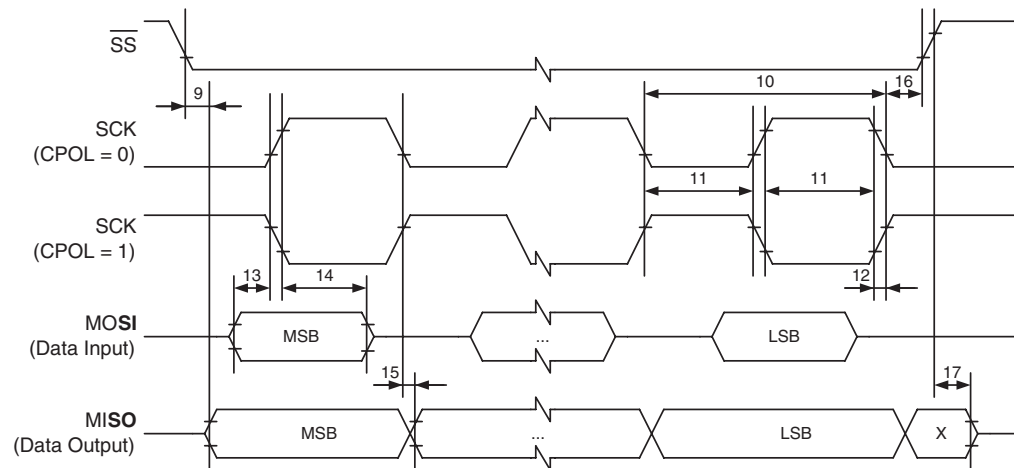 SS
9
10
16
SCK
(CPOL = 0)
11
11
SCK
(CPOL = 1)
13
14
12
MOSI
(Data Input)
MSB
...
LSB
15
17
MISO
(Data Output)
MSB
...
LSB
X